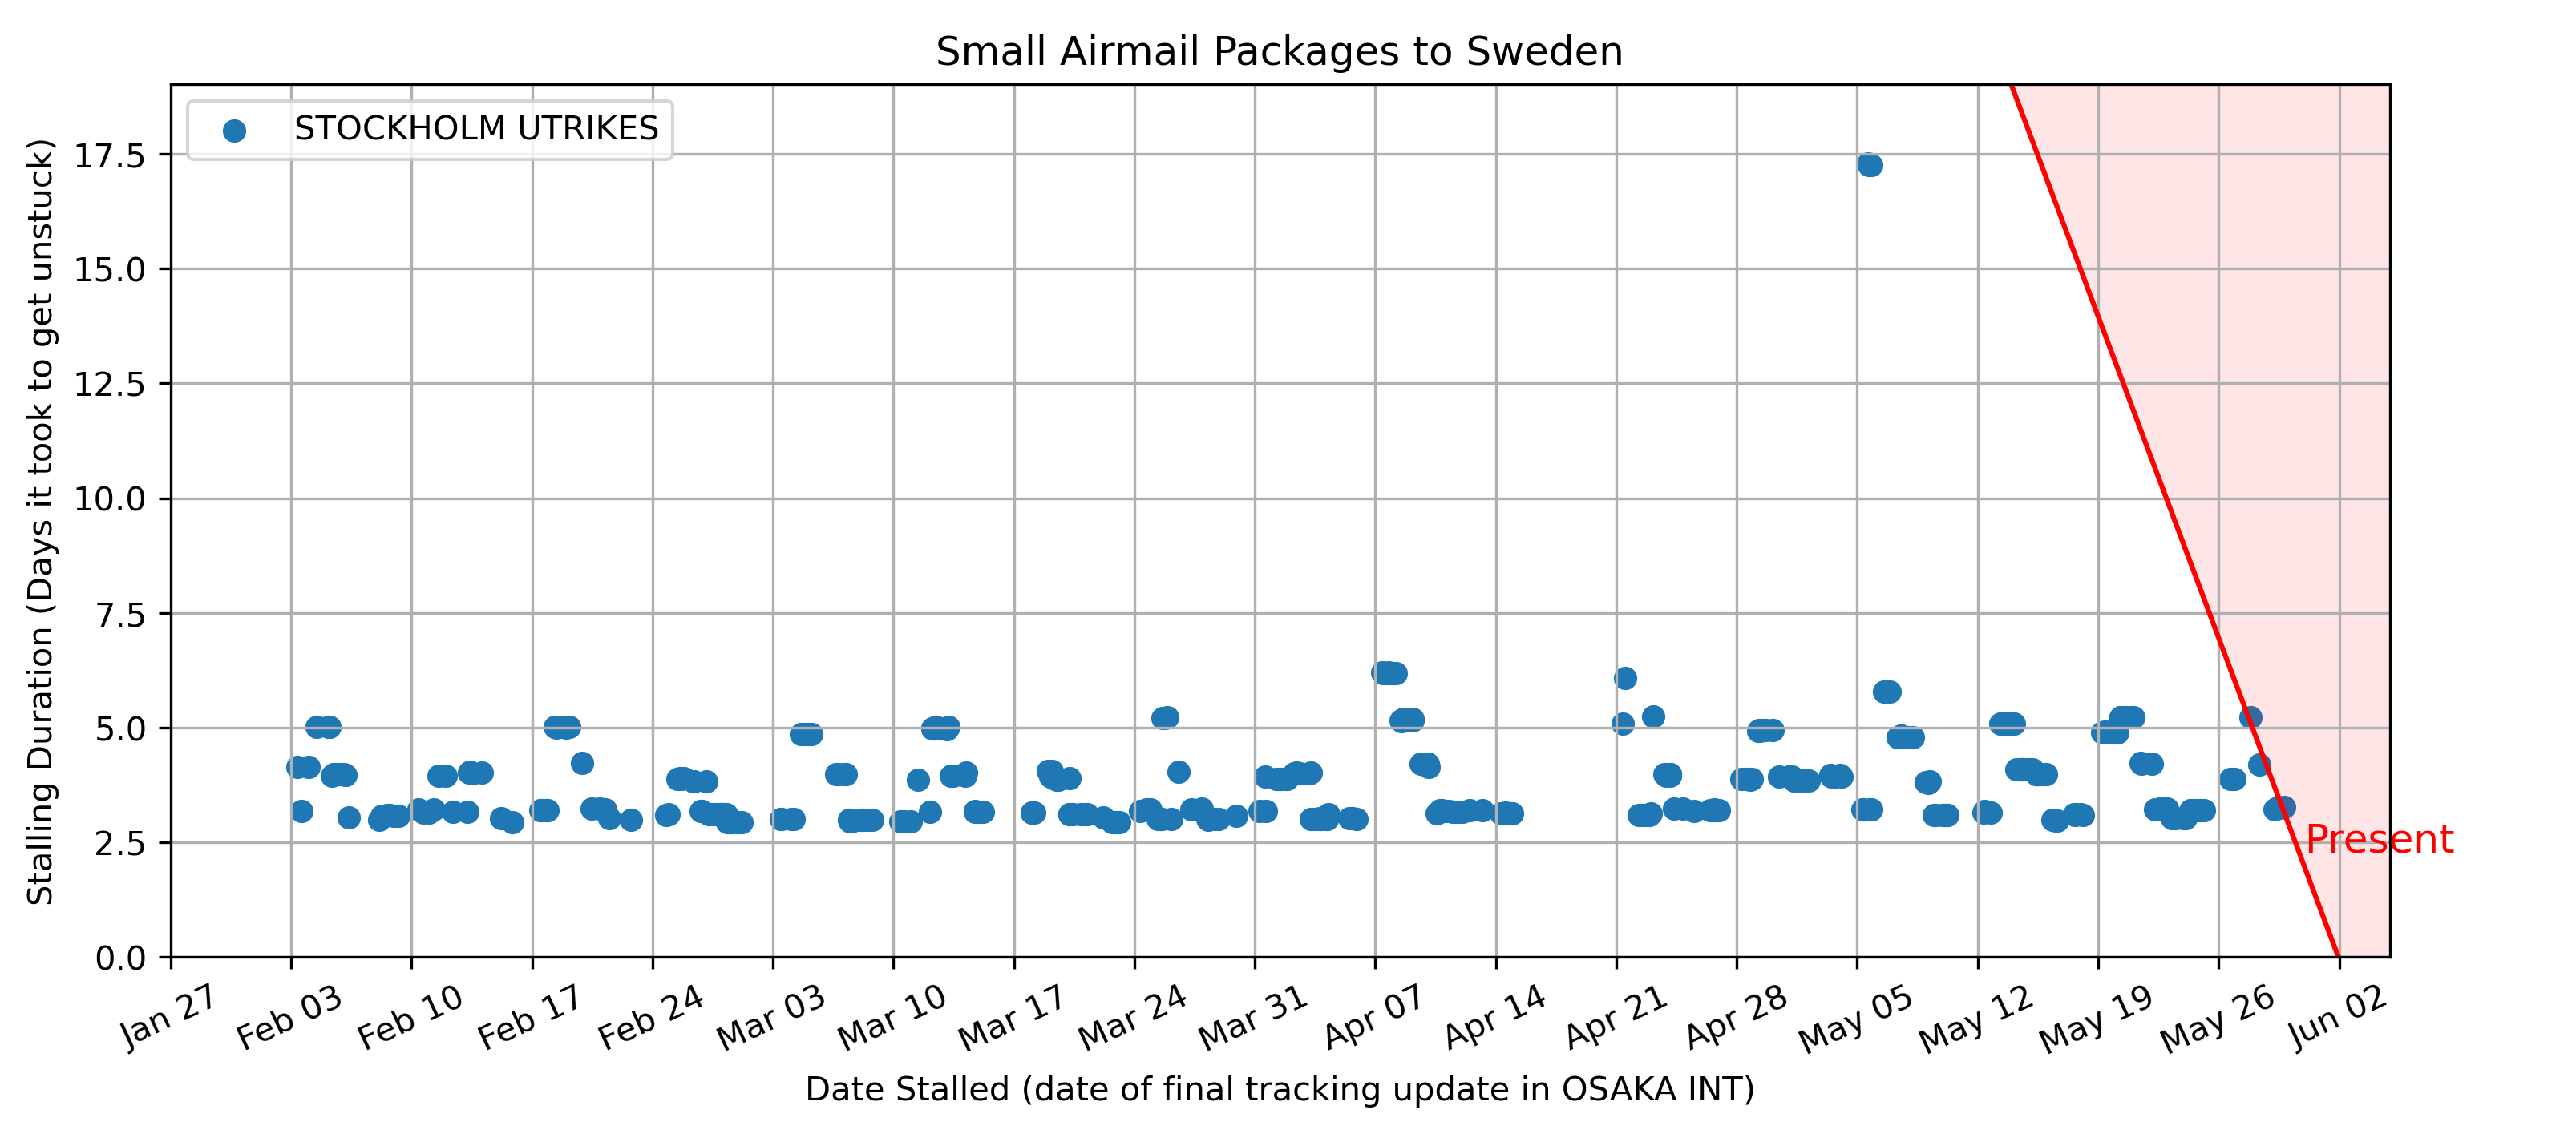 Small Airmail Packages to Sweden
STOCKHOLM UTRIKES
Stalling Duration (Days it took to get unstuck)
17.5
15.0
12.5
10.0
7.5
5.0
2.5
0.0
Present
Jan 27
Feb 03
Feb 10
Feb 17
Feb 24
Mar 03
Mar 10
Mar 17
Mar 24
Mar 31
Apr 07
Apr 14
Apr 21
Apr 28
May 05
May 12
May 19
May 26
Jun 02
Date Stalled (date of final tracking update in OSAKA INT)